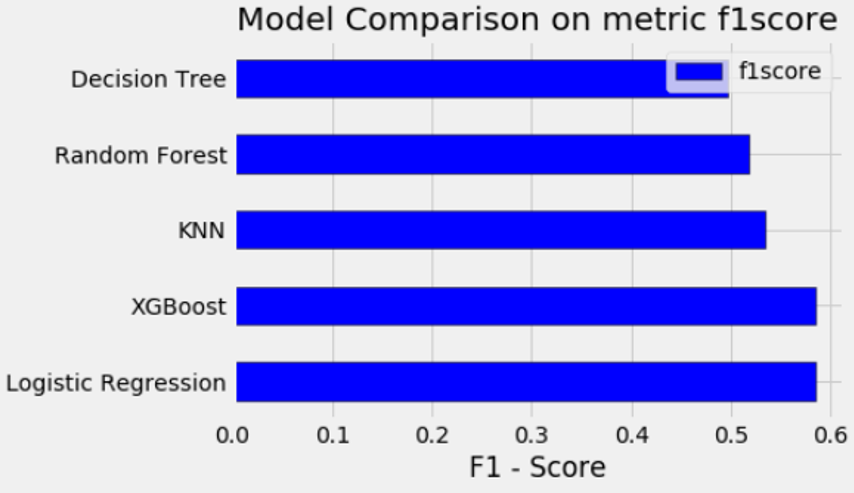 Model Comparison on metric f1score
f1score
Decision Tree
Random Forest
KNN
XGBoost
Logistic Regression
0.0 0.1 0.2 0.3 0.4 0.5 0.6
F1 - Score